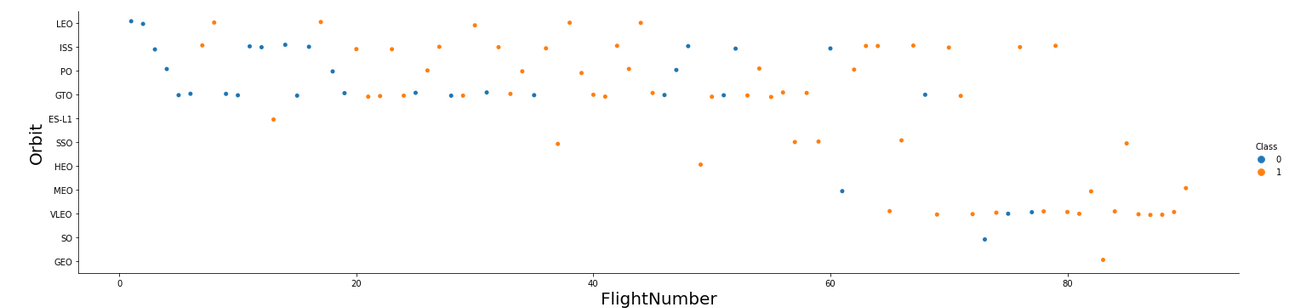 LEO
ISS
PO
GTO
ES-L1
SSO
HEO
MEO
VLEO
SO
GEO
Orbit
0 20 40 60 80
FlightNumber
Class
0
1